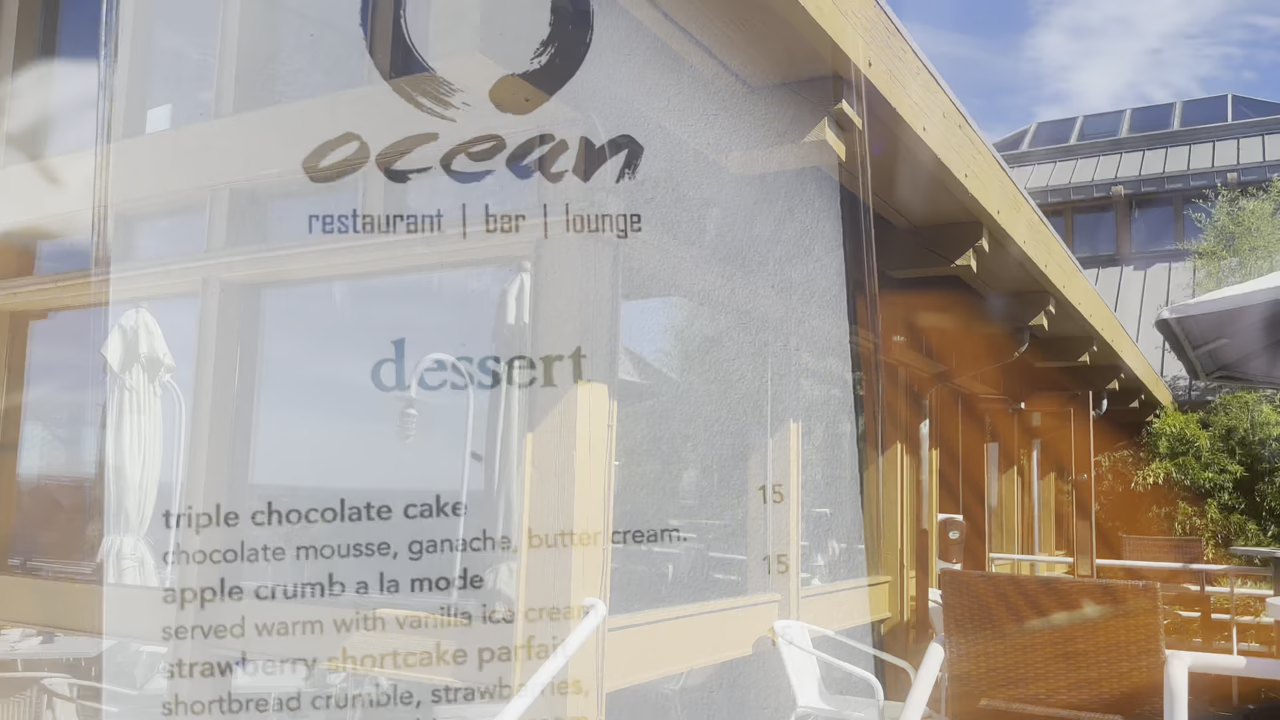 ocean
restaurant | bar | lounge
dessert
triple chocolate cake 15
chocolate mousse, ganache, butter cream.
apple crumb a la mode 15
served warm with vanilla ice cream
strawberry shortcake parfait
shortbread crumble, strawberries,